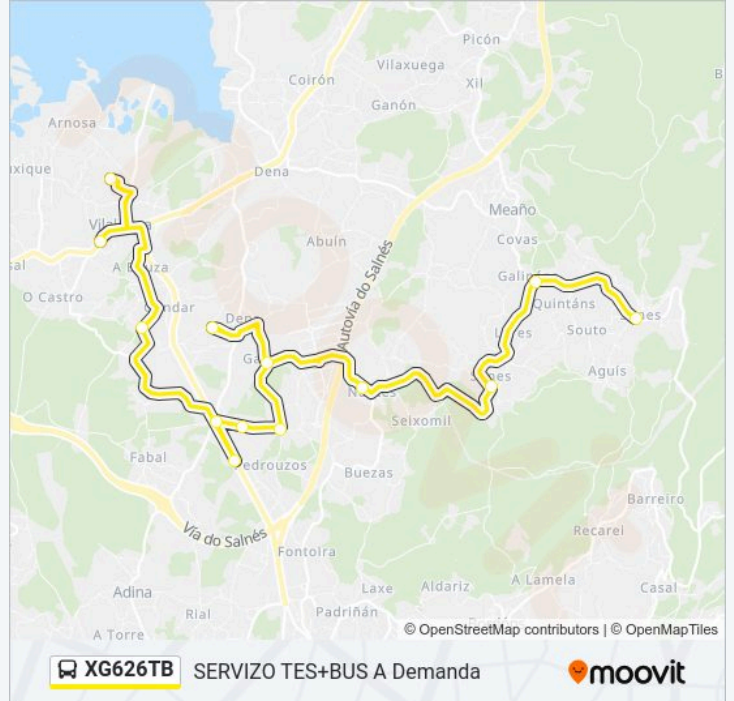 Picón
Vilaxuega
Coirón
Xil
Ganón
Arnosa
Dena
Meaño
Abuín
Covas
A
O Castro
Quintáns
Souto
Autovía do Salnés
Aguís
Seixomil
Fabal
Buezas
Barreiro
Vía do Salnés
Recarei
Fontoira
Adina
Laxe
Aldariz
A Lamela
Casal
Rial
Padriñán
A Torre
© OpenStreetMap contributors | © OpenMapTiles
XG626TB SERVIZO TES+BUS A Demanda moovit